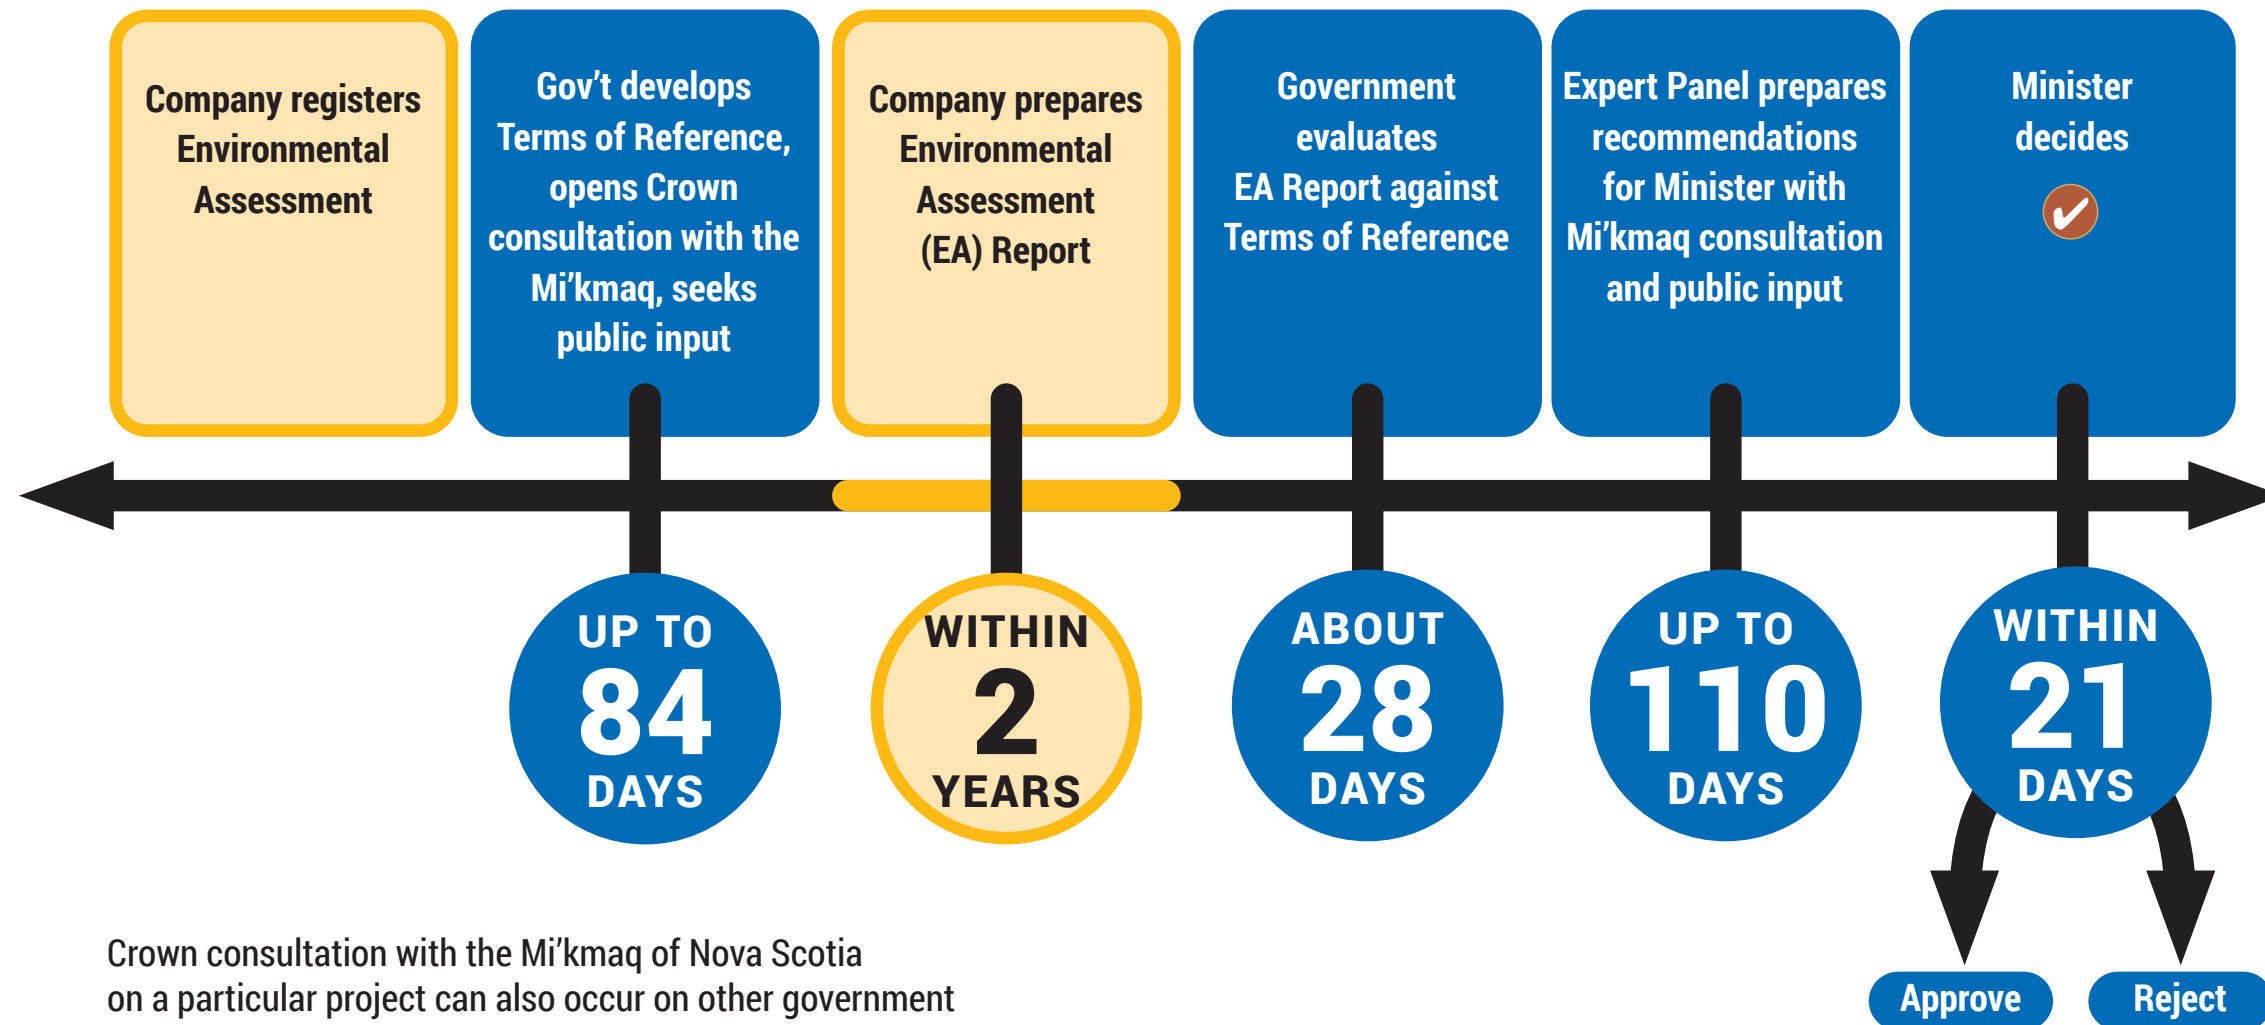 Company registers
Environmental
Assessment
Gov't develops
Terms of Reference,
opens Crown
consultation with the
Mi'kmaq, seeks
public input
Company prepares
Environmental
Assessment
(EA) Report
Government
evaluates
EA Report against
Terms of Reference
Expert Panel prepares
recommendations
for Minister with
Mi'kmaq consultation
and public input
Minister
decides
UP TO
84
DAYS
WITHIN
2
YEARS
ABOUT
28
DAYS
UP TO
110
DAYS
WITHIN
21
DAYS
Approve
Reject
Crown consultation with the Mi'kmaq of Nova Scotia
on a particular project can also occur on other government